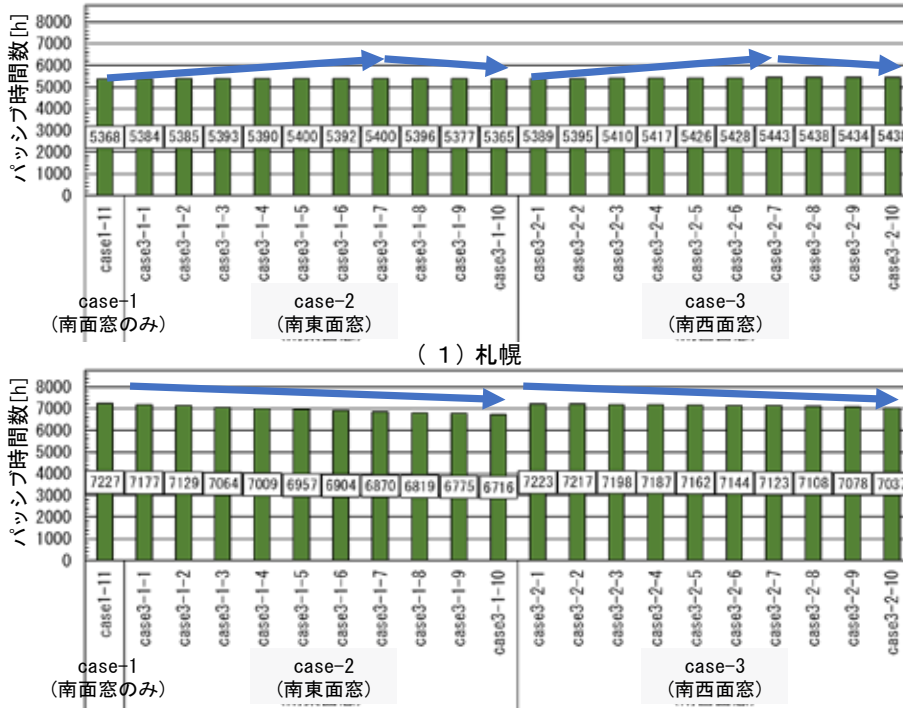 パッシブ時間数[h]
8000
7000
6000
5000
4000
3000
2000
1000
0
5368 5384 5385 5393 5390 5400 5392 5400 5396 5377 5365 5389 5395 5410 5417 5426 5428 5443 5438 5434 5438
case1-11 case3-1-1 case3-1-2 case3-1-3 case3-1-4 case3-1-5 case3-1-6 case3-1-7 case3-1-8 case3-1-9 case3-1-10 case3-2-1 case3-2-2 case3-2-3 case3-2-4 case3-2-5 case3-2-6 case3-2-7 case3-2-8 case3-2-9 case3-2-10
case-1 case-2 case-3
(南面窓のみ) (南東面窓) (南西面窓)
(1)札幌
パッシブ時間数[h]
8000
7000
6000
5000
4000
3000
2000
1000
0
7227 7177 7129 7064 7009 6957 6904 6870 6819 6775 6716 7223 7217 7198 7187 7162 7144 7123 7108 7078 7037
case1-11 case3-1-1 case3-1-2 case3-1-3 case3-1-4 case3-1-5 case3-1-6 case3-1-7 case3-1-8 case3-1-9 case3-1-10 case3-2-1 case3-2-2 case3-2-3 case3-2-4 case3-2-5 case3-2-6 case3-2-7 case3-2-8 case3-2-9 case3-2-10
case-1 case-2 case-3
(南面窓のみ) (南東面窓) (南西面窓)